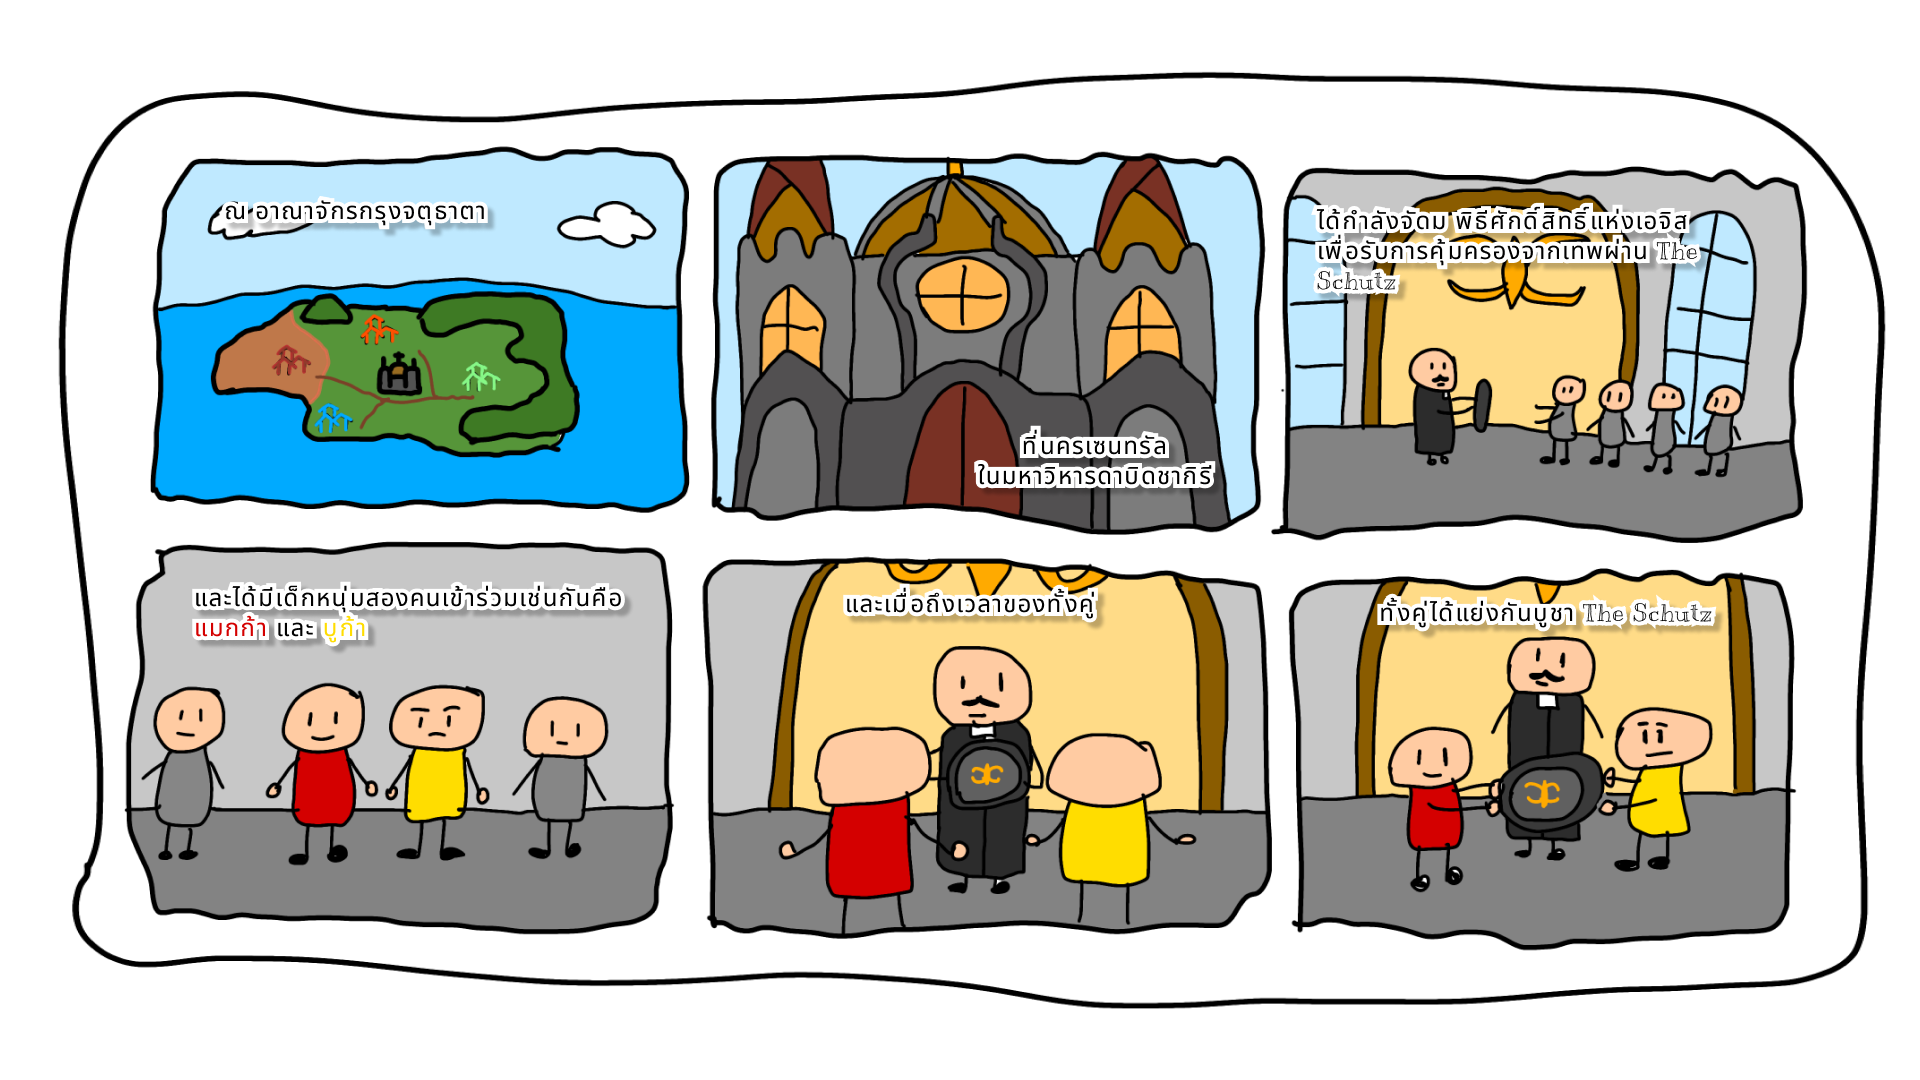 ณ อาณาจักรกรุงจตุธาตา
ที่นครเซนทรัล
ในมหาวิหารดาบิดชากิรี
ได้กำลังจัดม พิธีศักดิ์สิทธิ์แห่งเอจิส
เพื่อรับการคุ้มครองจากเทพผ่าน The
Schutz
และได้มีเด็กหนุ่มสองคนเข้าร่วมเช่นกันคือ
แมกก้า และ บูก้า
และเมื่อถึงเวลาของทั้งคู่
ทั้งคู่ได้แย่งกันบูชา The Schutz